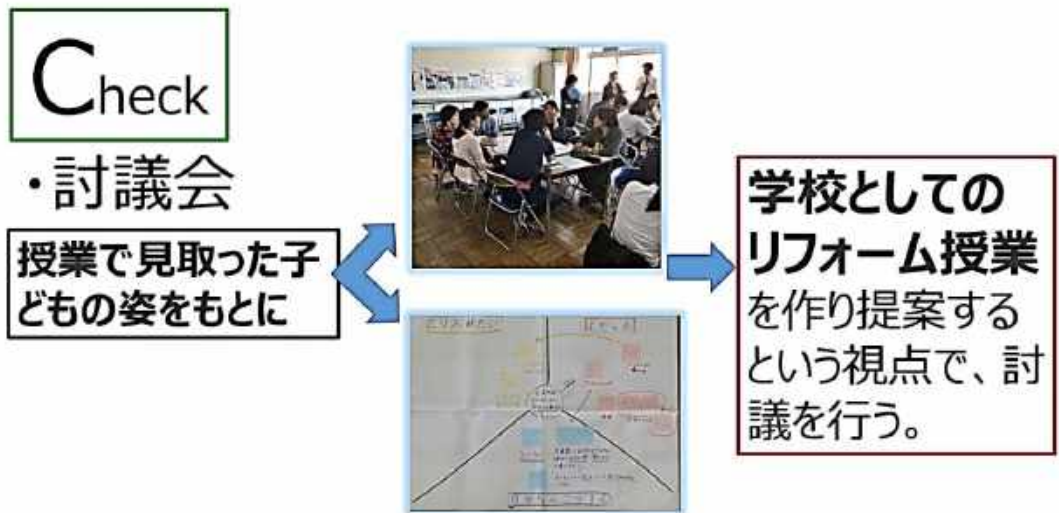 Check
・討議会
授業で見取った子
どもの姿をもとに
学校としての
リフォーム授業
を作り提案する
という視点で、討
議を行う。